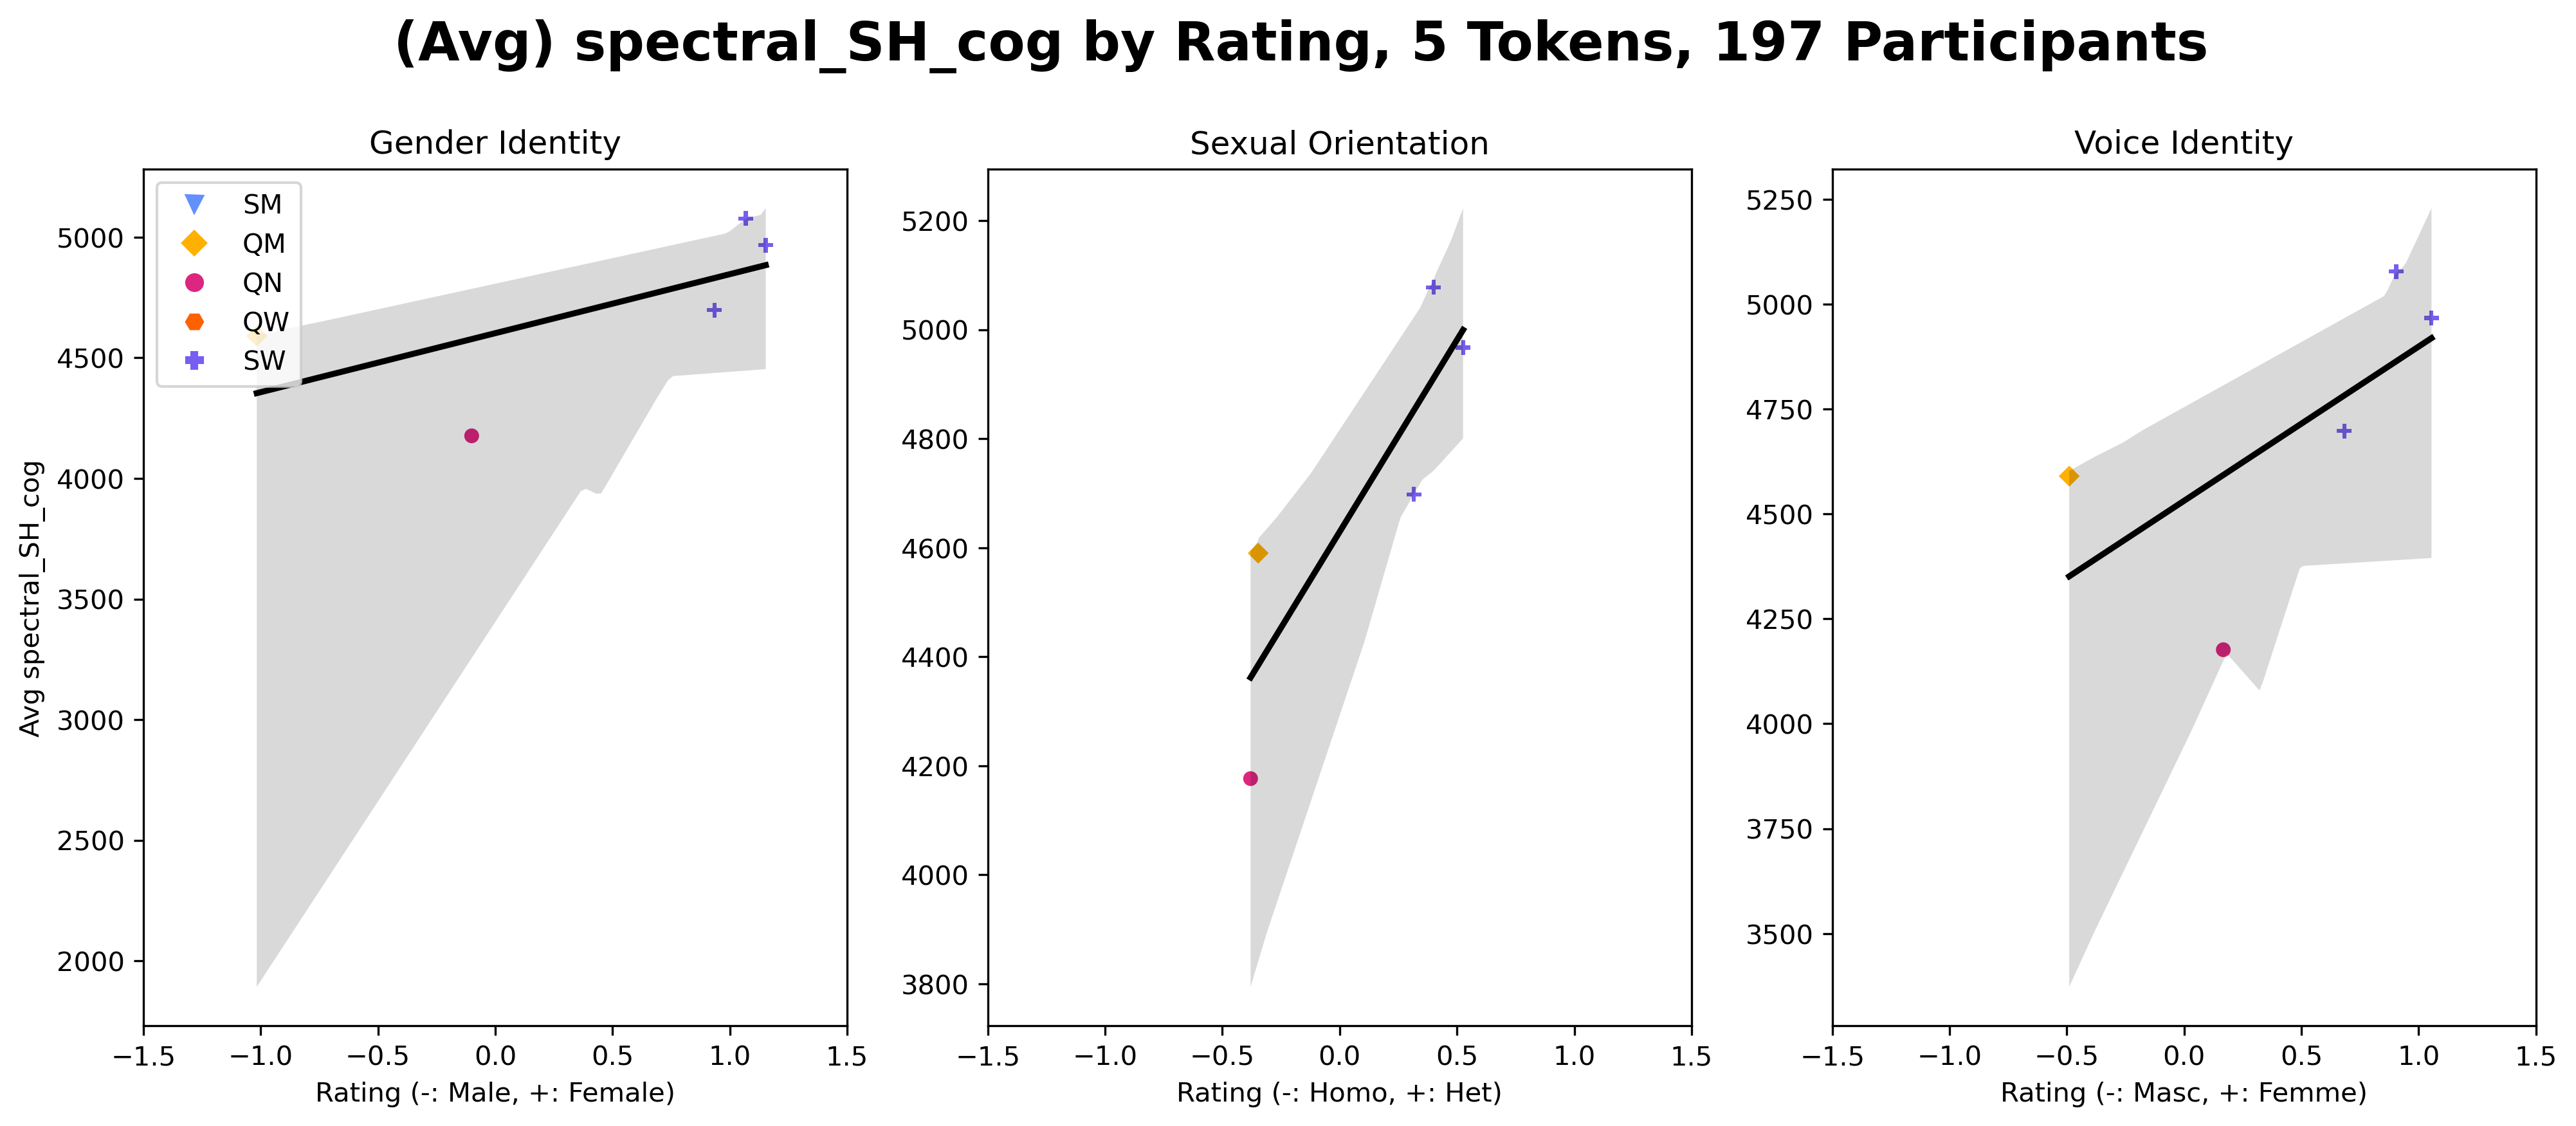 (Avg) spectral_SH_cog by Rating, 5 Tokens, 197 Participants
Gender Identity
SM
QM
QN
QW
SW
5000
4500
4000
3500
3000
2500
2000
Avg spectral_SH_cog
−1.5 −1.0 −0.5 0.0 0.5 1.0 1.5
Rating (-: Male, +: Female)
Sexual Orientation
5200
5000
4800
4600
4400
4200
4000
3800
−1.5 −1.0 −0.5 0.0 0.5 1.0 1.5
Rating (-: Homo, +: Het)
Voice Identity
5250
5000
4750
4500
4250
4000
3750
3500
−1.5 −1.0 −0.5 0.0 0.5 1.0 1.5
Rating (-: Masc, +: Femme)